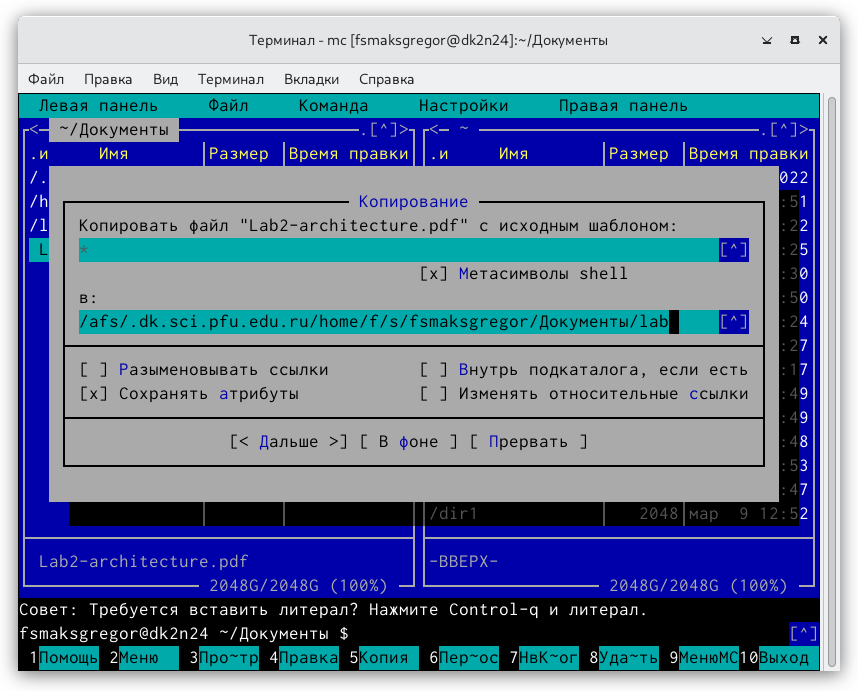 Терминал - mc [fsmaksgregor@dk2n24]:~/Документы
Файл Правка Вид Терминал Вкладки Справка
Левая панель Файл Команда Настройки Правая панель
<— ~/Документы .[^]> <— ~ .[^]>
.и Имя Размер Время правки .и Имя Размер Время правки
/. 022
/h Копирование :51
/l Копировать файл "Lab2-architecture.pdf" с исходным шаблоном: :22
L * [^] :25
[x] Метасимволы shell :30
в: :50
/afs/.dk.sci.pfu.edu.ru/home/f/s/fsmaksgregor/Документы/lab [^] :24
:27
[ ] Разыменовывать ссылки [ ] Внутрь подкаталога, если есть :17
[x] Сохранять атрибуты [ ] Изменять относительные ссылки :49
:49
[< Дальше >] [ В фоне ] [ Прервать ] :48
:53
:47
/dir1 2048 мар 9 12:52
Lab2-architecture.pdf -ВВЕРХ-
2048G/2048G (100%) 2048G/2048G (100%)
Совет: Требуется вставить литерал? Нажмите Control-q и литерал.
fsmaksgregor@dk2n24 ~/Документы $ [^]
1Помощь 2Меню 3Про~тр 4Правка 5Копия 6Пер~ос 7НвК~ог 8Уда~ть 9МенюМС 10Выход